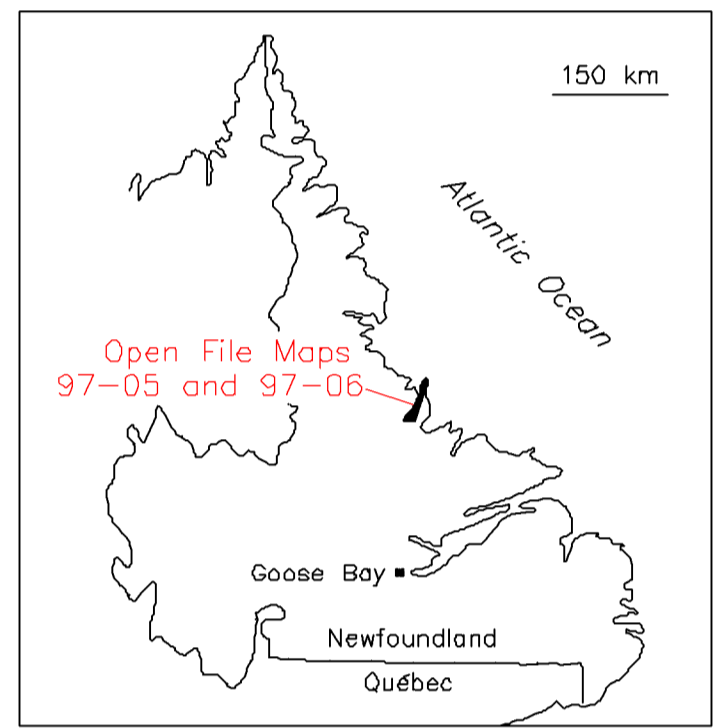 150 km
Atlantic Ocean
Open File Maps
97-05 and 97-06
Goose Bay
Newfoundland
Québec